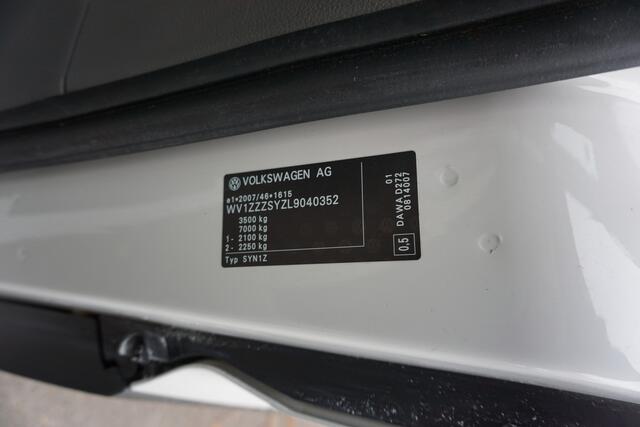 VOLKSWAGEN AG
e1*2007/46*1615
WV1ZZZSYZL9040352
3500 kg
7000 kg
1- 2100 kg
2- 2250 kg
Typ SYN1Z
01
DAWA D272
0814007
0,5